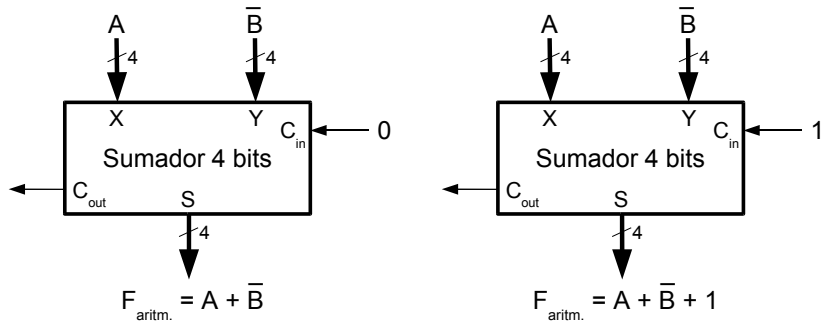 A B̅
4 4
X Y
C_in 0
Sumador 4 bits
C_out S
4
F_aritm. = A + B̅
A B̅
4 4
X Y
C_in 1
Sumador 4 bits
C_out S
4
F_aritm. = A + B̅ + 1